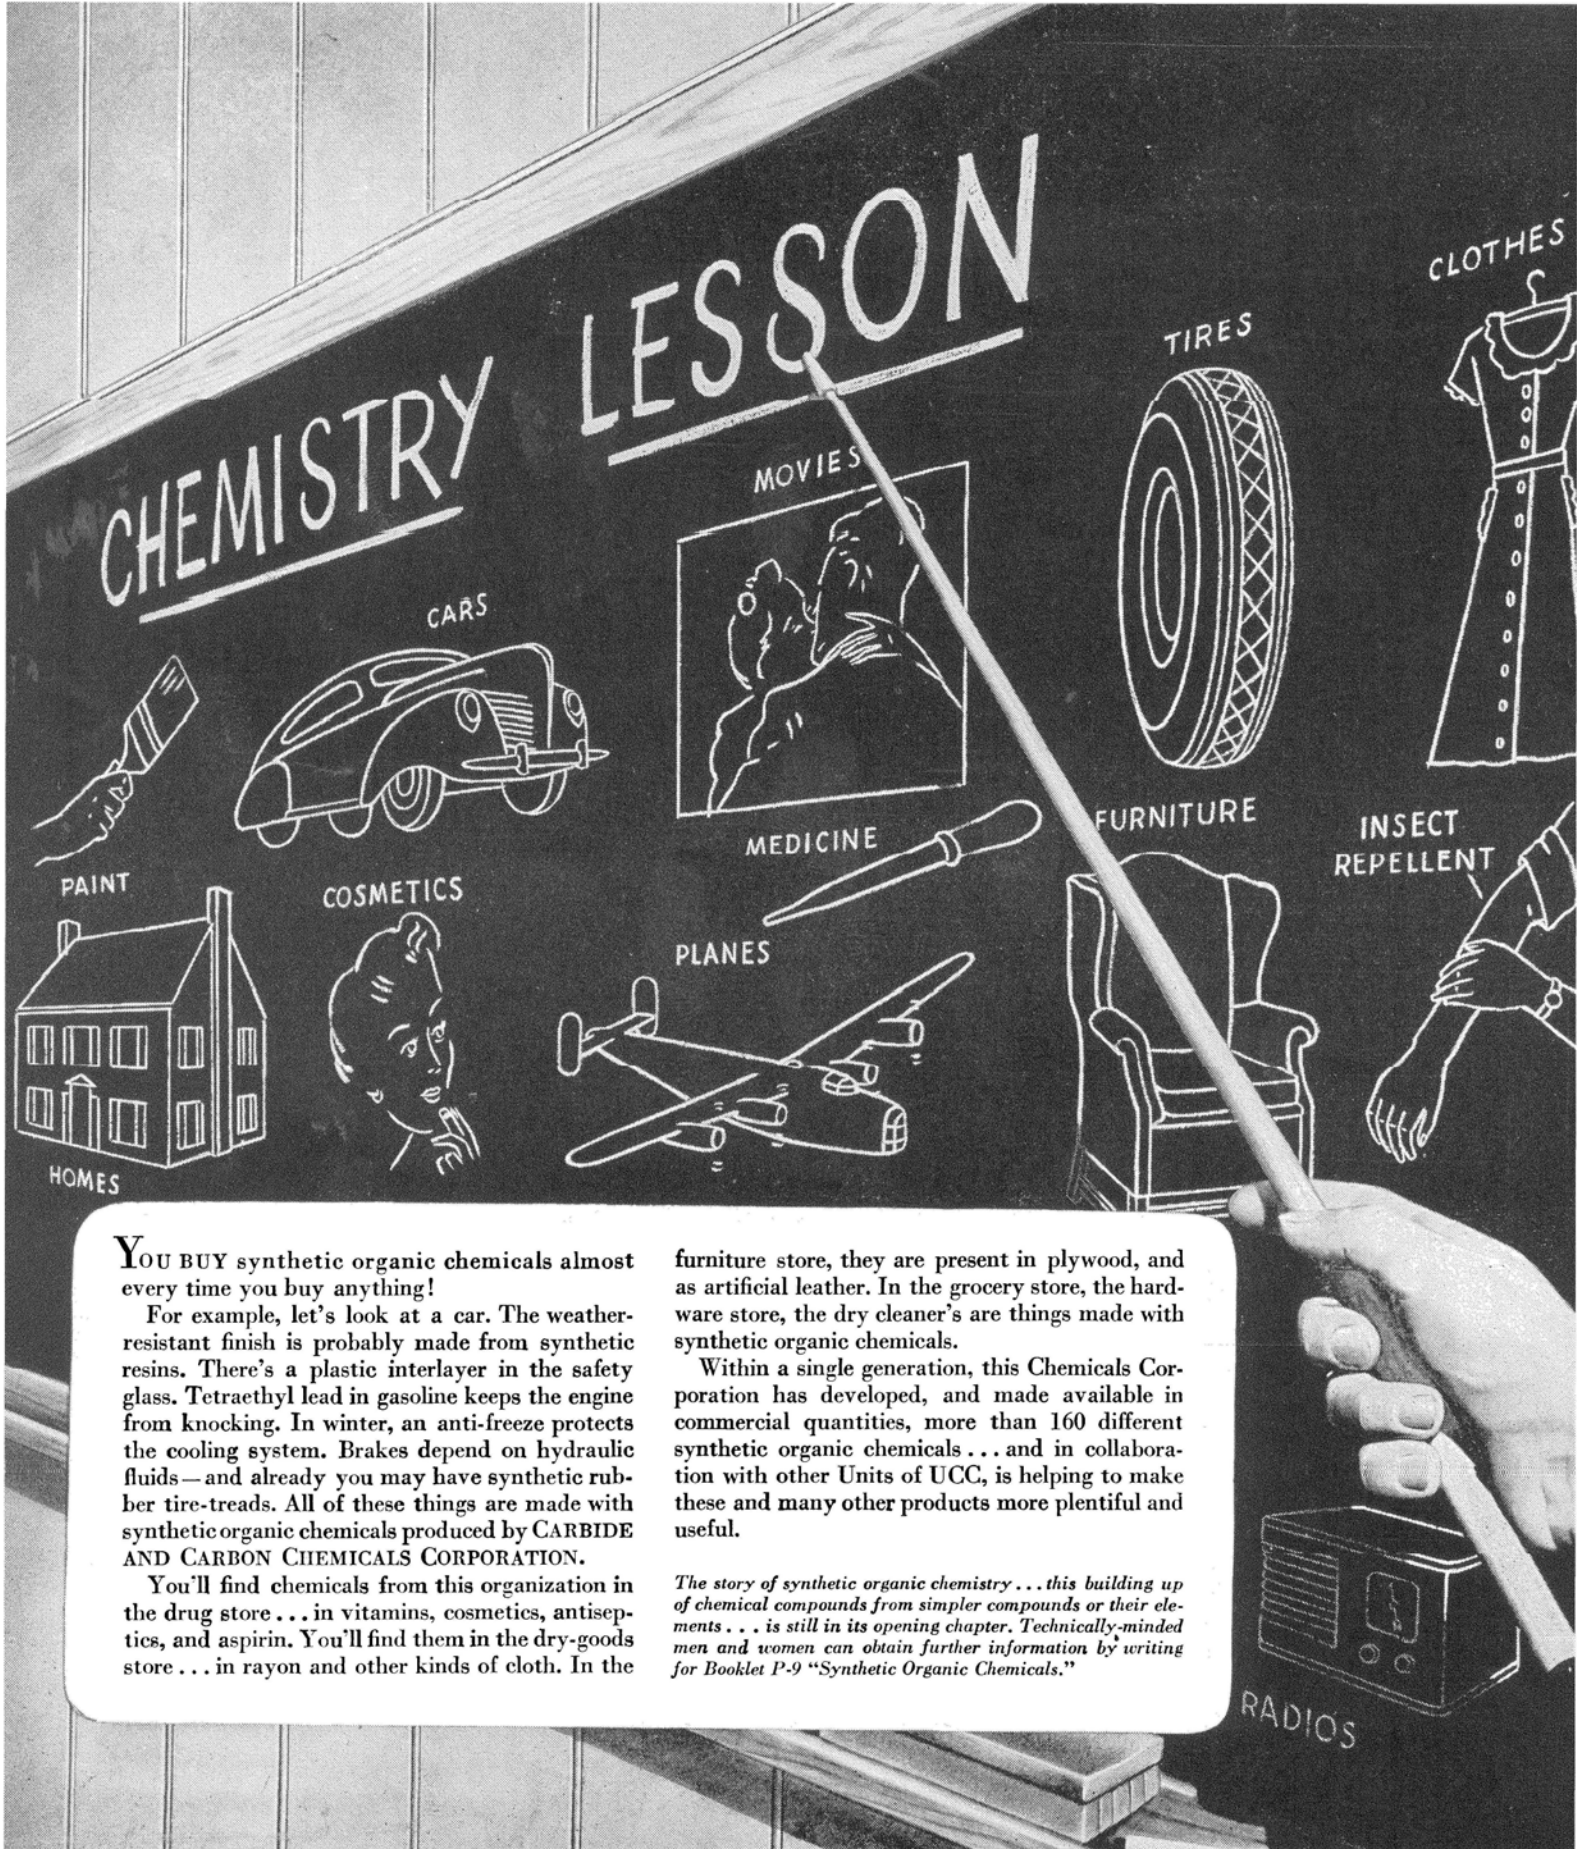 CHEMISTRY LESSON
CLOTHES
TIRES
MOVIES
CARS
PAINT
COSMETICS
MEDICINE
FURNITURE
INSECT
REPELLENT
PLANES
HOMES
YOU BUY synthetic organic chemicals almost
every time you buy anything!
For example, let's look at a car. The weather-
resistant finish is probably made from synthetic
resins. There's a plastic interlayer in the safety
glass. Tetraethyl lead in gasoline keeps the engine
from knocking. In winter, an anti-freeze protects
the cooling system. Brakes depend on hydraulic
fluids—and already you may have synthetic rub-
ber tire-treads. All of these things are made with
synthetic organic chemicals produced by CARBIDE
AND CARBON CHEMICALS CORPORATION.
You'll find chemicals from this organization in
the drug store ... in vitamins, cosmetics, antisep-
tics, and aspirin. You'll find them in the dry-goods
store ... in rayon and other kinds of cloth. In the
furniture store, they are present in plywood, and
as artificial leather. In the grocery store, the hard-
ware store, the dry cleaner's are things made with
synthetic organic chemicals.
Within a single generation, this Chemicals Cor-
poration has developed, and made available in
commercial quantities, more than 160 different
synthetic organic chemicals ... and in collabora-
tion with other Units of UCC, is helping to make
these and many other products more plentiful and
useful.
The story of synthetic organic chemistry ... this building up
of chemical compounds from simpler compounds or their ele-
ments ... is still in its opening chapter. Technically-minded
men and women can obtain further information by writing
for Booklet P-9 "Synthetic Organic Chemicals."
RADIOS